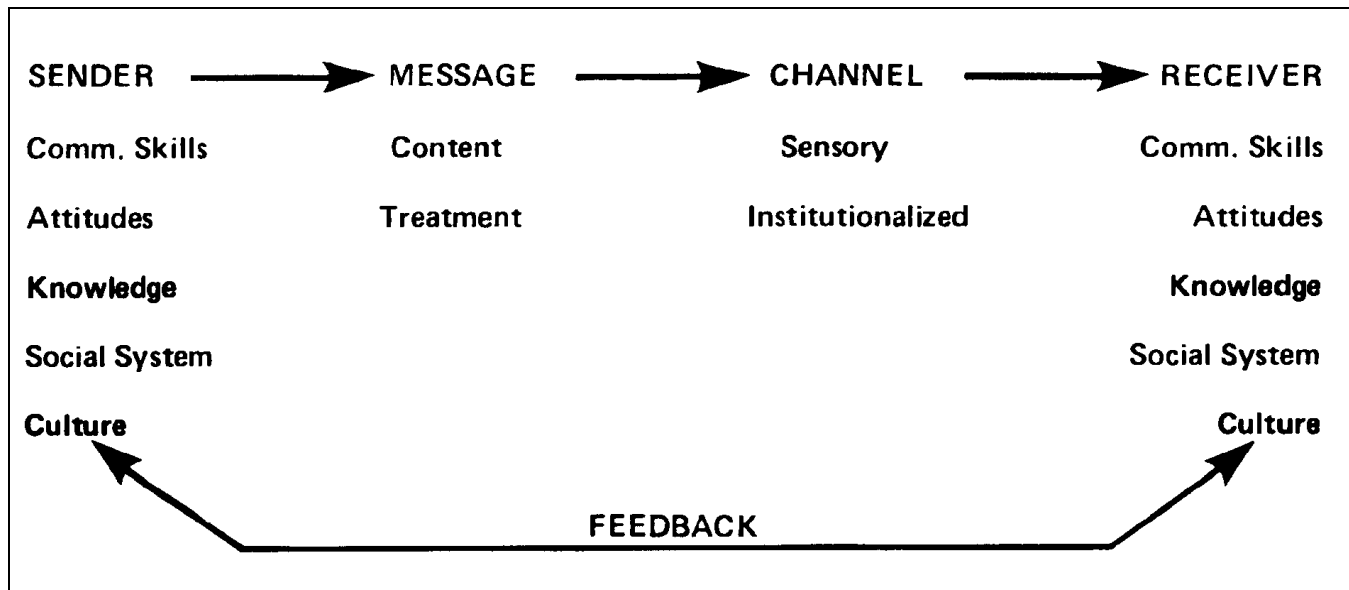 SENDER MESSAGE CHANNEL RECEIVER
Comm. Skills Content Sensory Comm. Skills
Attitudes Treatment Institutionalized Attitudes
Knowledge Knowledge
Social System Social System
Culture Culture
FEEDBACK